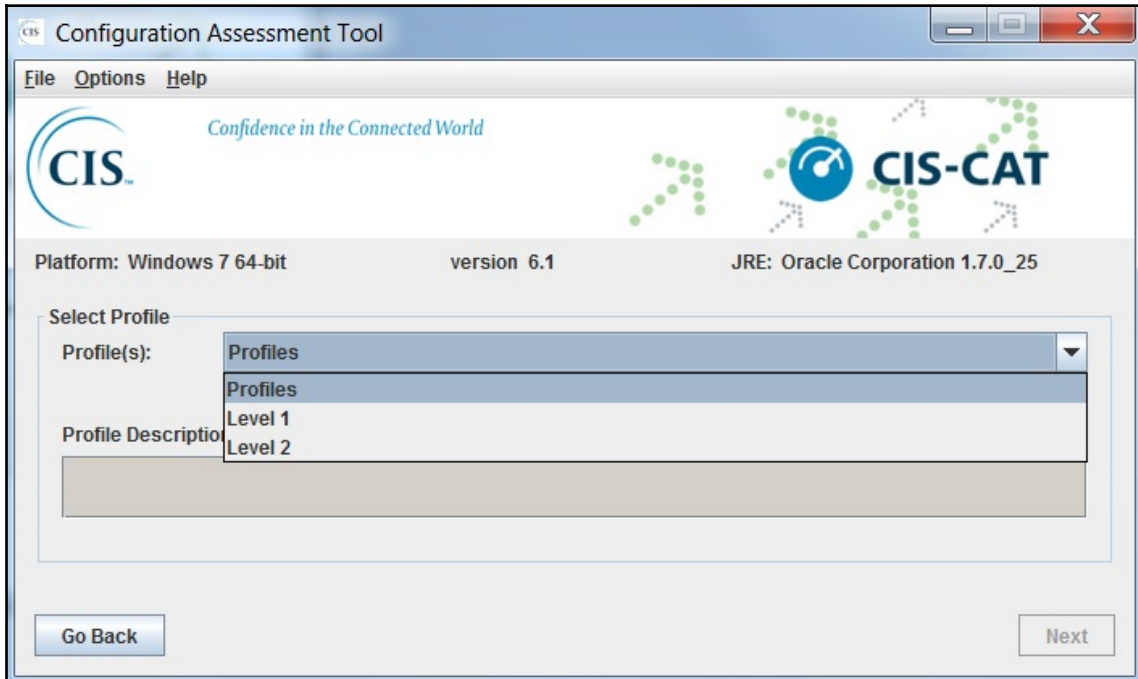 CIS Configuration Assessment Tool
File Options Help
Confidence in the Connected World
CIS™
CIS-CAT
Platform: Windows 7 64-bit version 6.1 JRE: Oracle Corporation 1.7.0_25
Select Profile
Profile(s): Profiles
Profiles
Level 1
Profile Descriptio
Level 2
Go Back Next